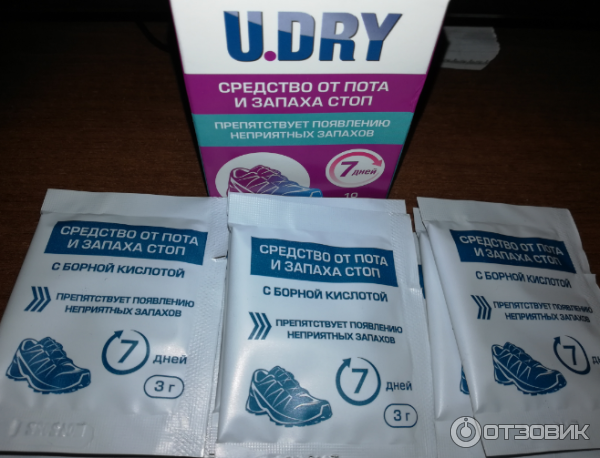 U.DRY
СРЕДСТВО ОТ ПОТА
И ЗАПАХА СТОП
ПРЕПЯТСТВУЕТ ПОЯВЛЕНИЮ
НЕПРИЯТНЫХ ЗАПАХОВ
7 дней
СРЕДСТВО ОТ ПОТА
И ЗАПАХА СТОП
С БОРНОЙ КИСЛОТОЙ
ПРЕПЯТСТВУЕТ ПОЯВЛЕНИЮ
НЕПРИЯТНЫХ ЗАПАХОВ
7 дней
3 г
СРЕДСТВО ОТ ПОТА
И ЗАПАХА СТОП
С БОРНОЙ КИСЛОТОЙ
ПРЕПЯТСТВУЕТ ПОЯВЛЕНИЮ
НЕПРИЯТНЫХ ЗАПАХОВ
7 дней
3 г
СРЕДСТВО ОТ ПОТА
И ЗАПАХА СТОП
С БОРНОЙ КИСЛОТОЙ
ПРЕПЯТСТВУЕТ ПОЯВЛЕНИЮ
НЕПРИЯТНЫХ ЗАПАХОВ
7
ОТЗОВИК